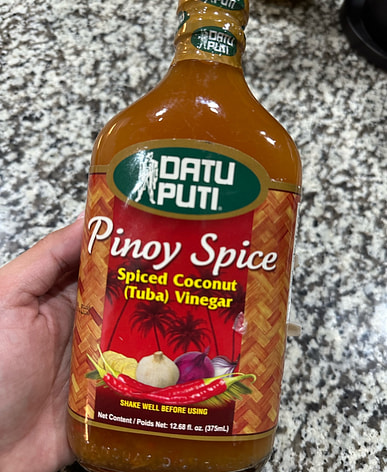 DATU
PUTI
DATU
PUTI®
Pinoy Spice
Spiced Coconut
(Tuba) Vinegar
SHAKE WELL BEFORE USING
Net Content / Poids Net: 12.68 fl. oz. (375mL)